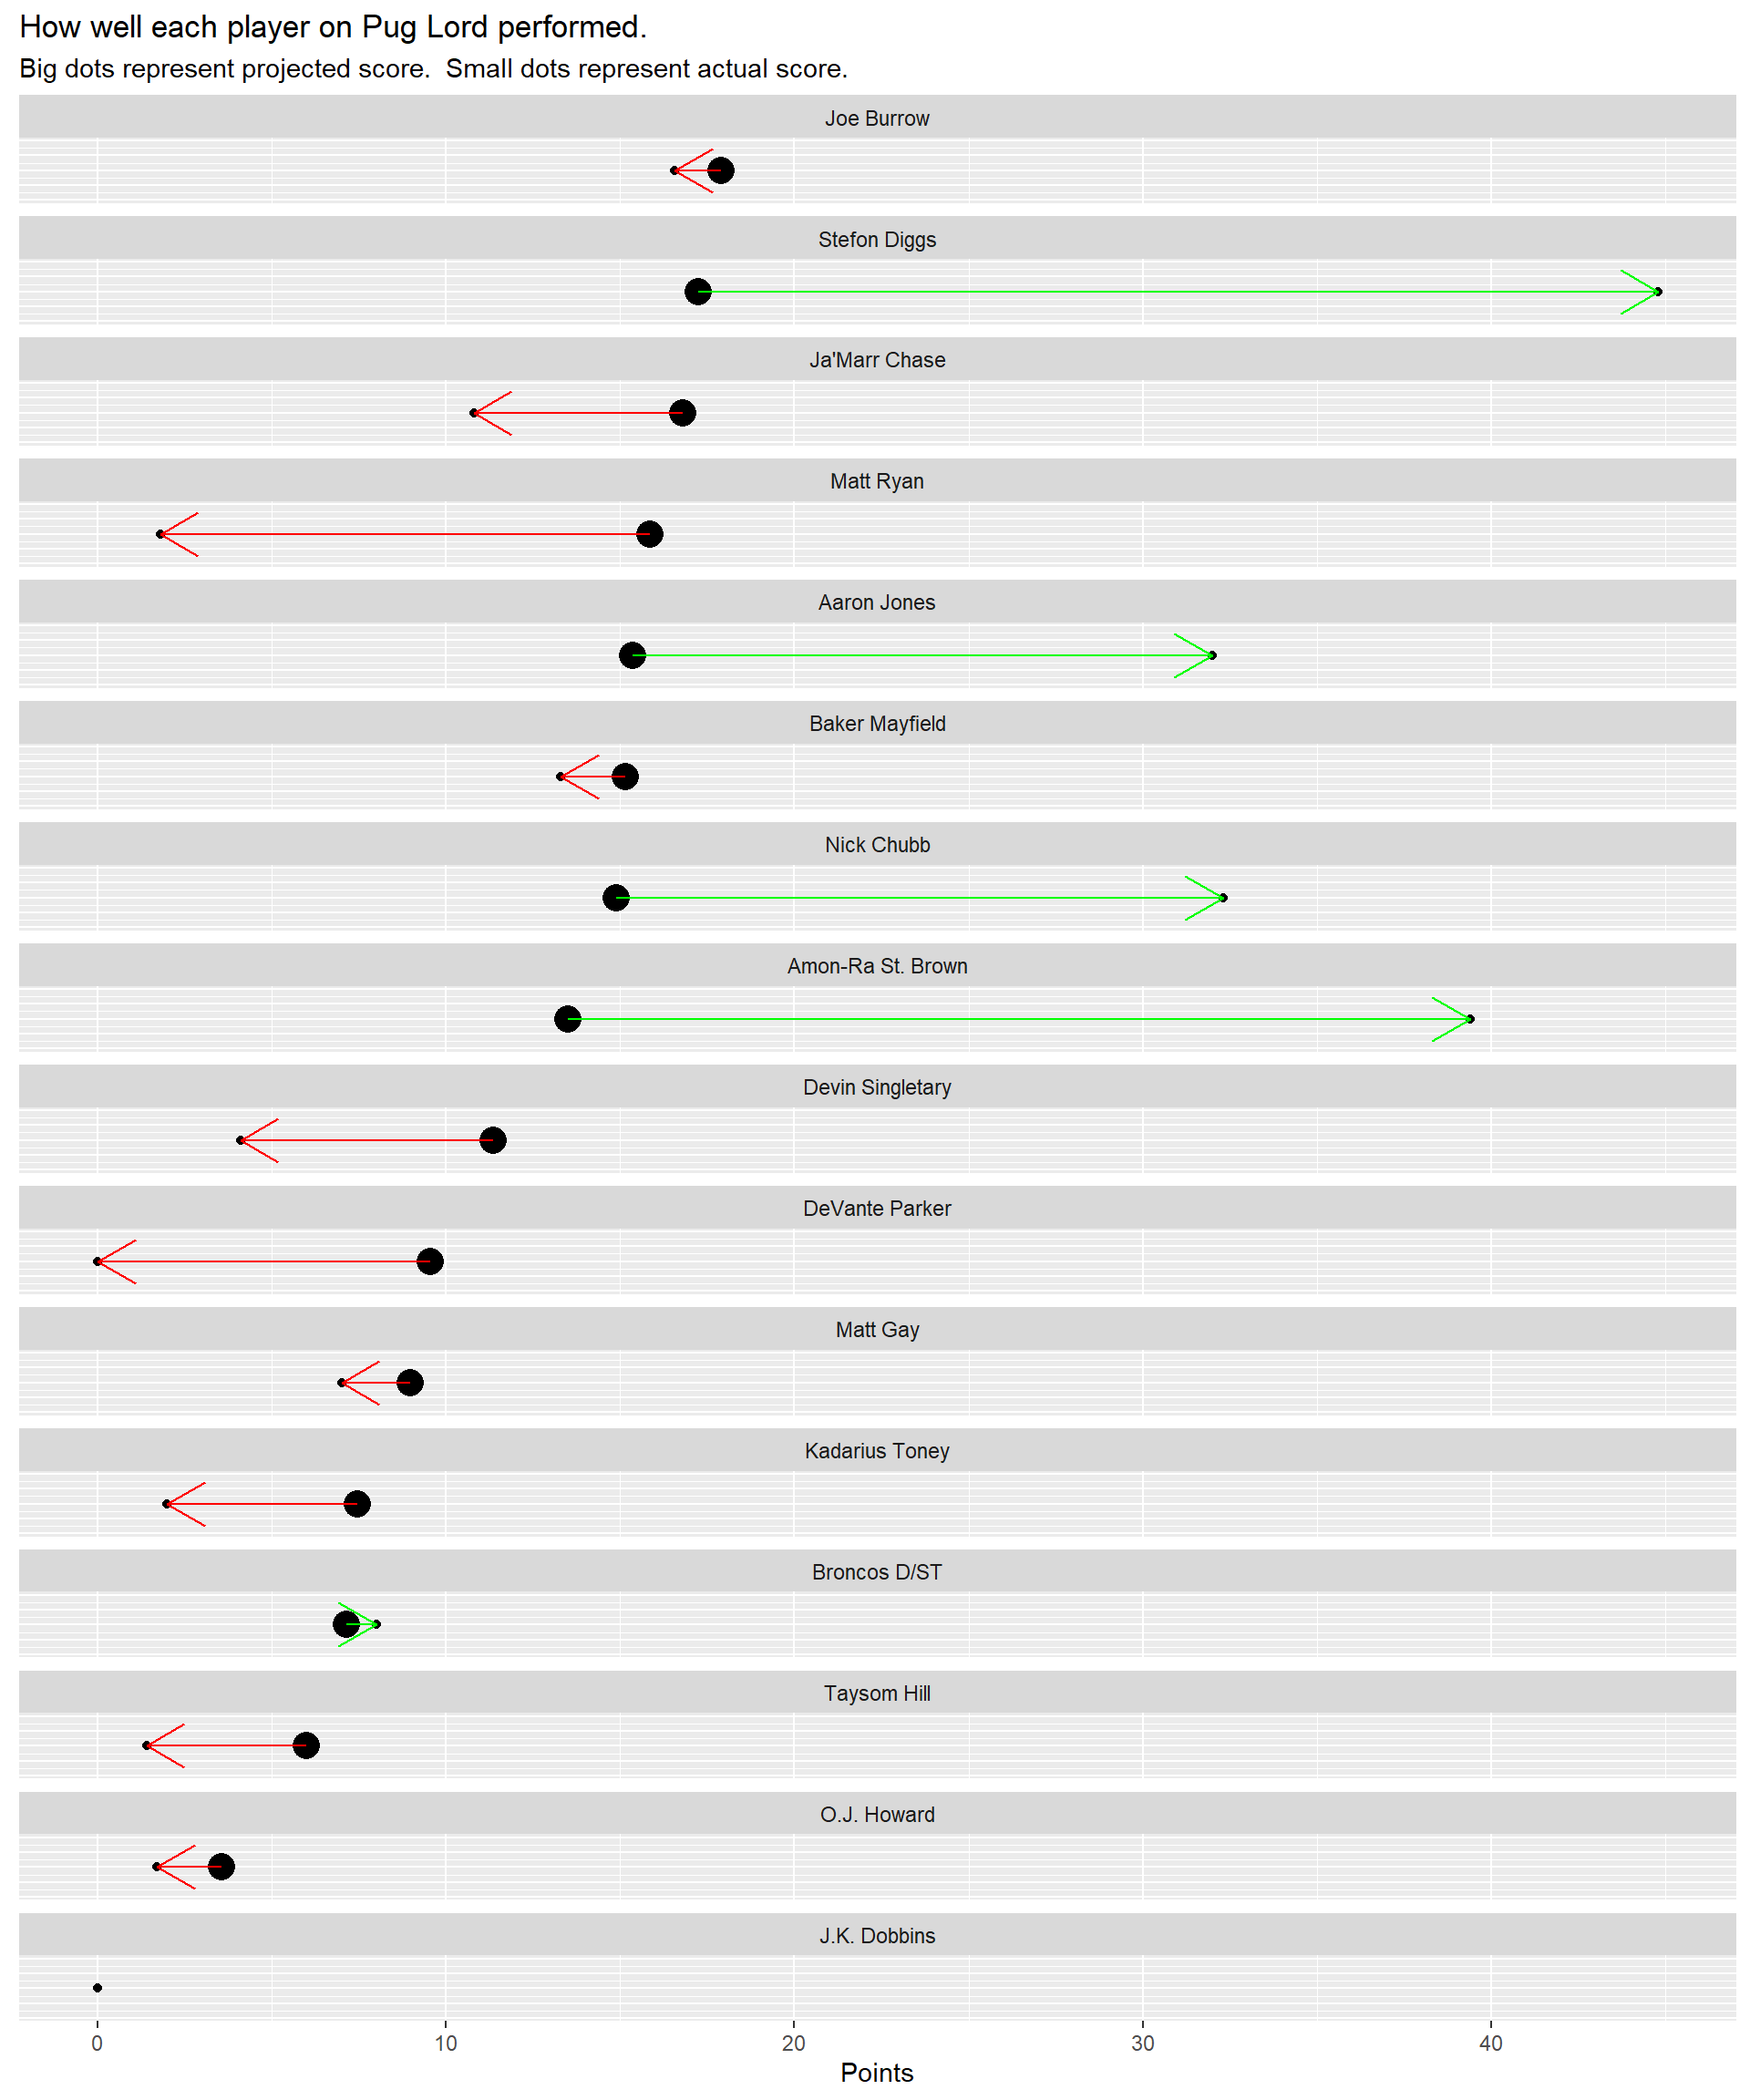 How well each player on Pug Lord performed.
Big dots represent projected score.  Small dots represent actual score.
Joe Burrow
Stefon Diggs
Ja'Marr Chase
Matt Ryan
Aaron Jones
Baker Mayfield
Nick Chubb
Amon-Ra St. Brown
Devin Singletary
DeVante Parker
Matt Gay
Kadarius Toney
Broncos D/ST
Taysom Hill
O.J. Howard
J.K. Dobbins
0 10 20 30 40
Points